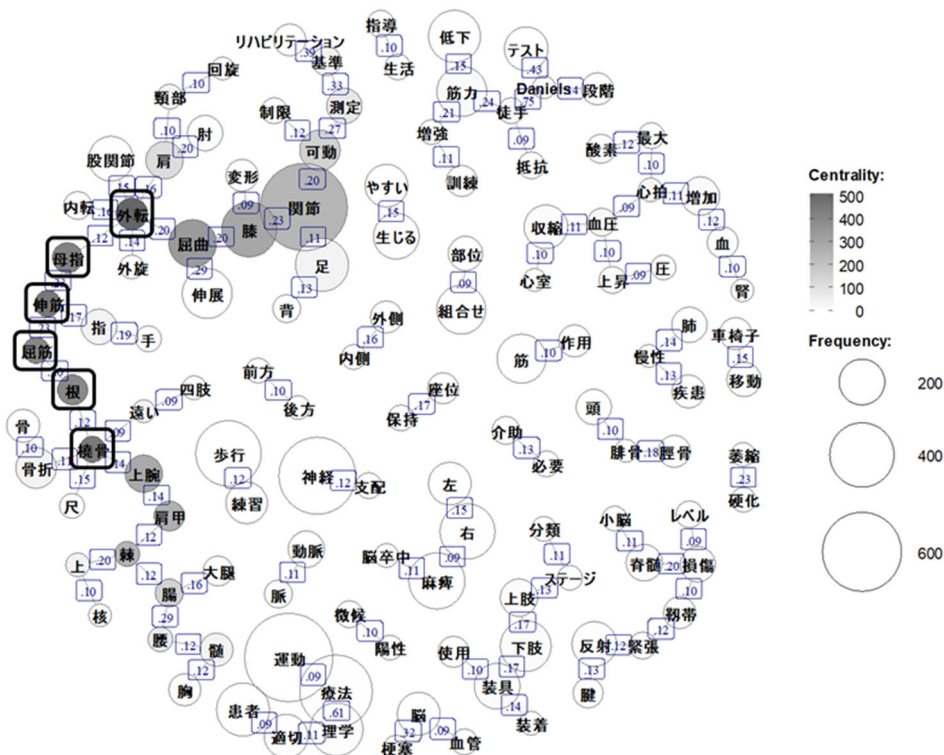 リハビリテーション
.39
基準
.33
測定
.27
制限
.12
可動
.20
回旋
.10
頸部
.10
肘
.20
肩
股関節
.15
.16
内転
.16
外転
.12
.14
.20
外旋
変形
.09
屈曲
.20
膝
.23
関節
.11
.29
伸展
足
.13
背
母指
伸筋
.17
指
.19
手
.23
屈筋
根
.12
遠い
.09
.09
四肢
骨
.10
骨折
橈骨
.14
.15
尺
上腕
.14
肩甲
.12
棘
上
.20
.10
核
.12
腸
.16
大腿
.29
腰
.12
髄
.12
胸
指導
.10
生活
低下
.15
筋力
.21
.24
増強
.11
訓練
テスト
.43
Daniels
.75
段階
徒手
.09
抵抗
酸素
.12
最大
.10
心拍
.11
増加
.09
.12
血
.10
腎
収縮
.11
血圧
.10
.10
心室
上昇
.09
圧
やすい
.15
生じる
部位
.09
組合せ
外側
.16
内側
筋
.10
作用
肺
.14
慢性
.13
疾患
車椅子
.15
移動
前方
.10
後方
座位
.17
保持
頭
.10
腓骨
.18
脛骨
介助
.13
必要
萎縮
.23
硬化
歩行
.12
練習
神経
.12
支配
左
.15
右
.09
麻痺
.11
脳卒中
動脈
.11
脈
分類
.11
ステージ
.13
上肢
.17
下肢
.17
装具
.10
使用
.14
装着
小脳
.11
脊髄
.20
損傷
レベル
.09
.10
靭帯
.12
緊張
.12
反射
.13
腱
徴候
.10
陽性
運動
.09
療法
.61
理学
.11
適切
.09
患者
脳
.32
梗塞
.09
血管
Centrality:
500
400
300
200
100
0
Frequency:
200
400
600